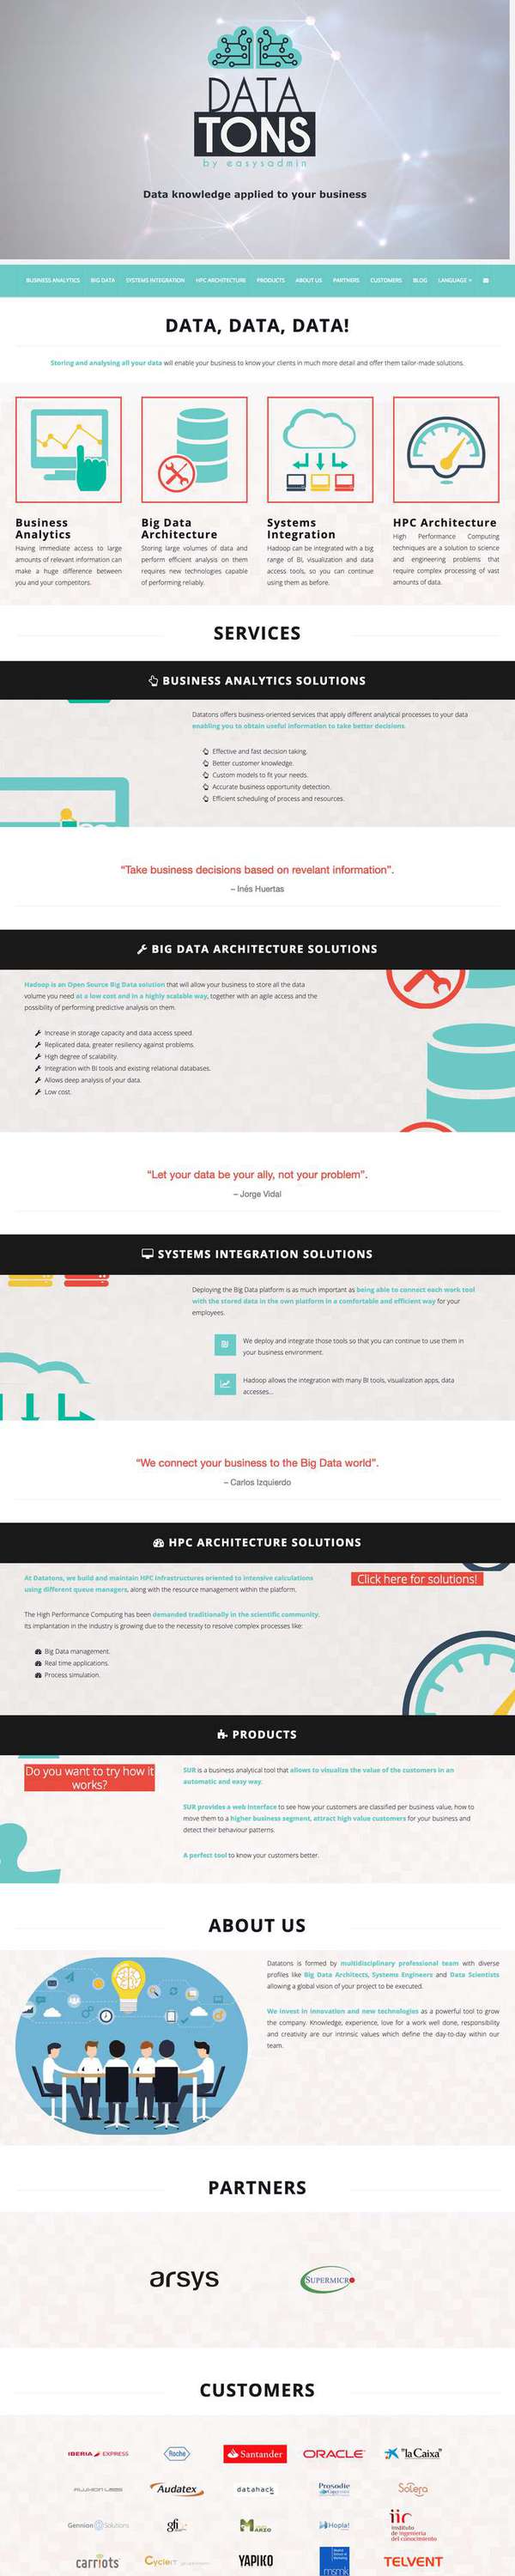 DATA
TONS
by easysadmin
Data knowledge applied to your business
BUSINESS ANALYTICS BIG DATA SYSTEMS INTEGRATION HPC ARCHITECTURE PRODUCTS ABOUT US PARTNERS CUSTOMERS BLOG LANGUAGE
DATA, DATA, DATA!
Storing and analysing all your data will enable your business to know your clients in much more detail and offer them tailor-made solutions.
Business
Analytics
Having immediate access to large
amounts of relevant information can
make a huge difference between
you and your competitors.
Big Data
Architecture
Storing large volumes of data and
perform efficient analysis on them
requires new technologies capable
of performing reliably.
Systems
Integration
Hadoop can be integrated with a big
range of BI, visualization and data
access tools, so you can continue
using them as before.
HPC Architecture
High Performance Computing
techniques are a solution to science
and engineering problems that
require complex processing of vast
amounts of data.
SERVICES
BUSINESS ANALYTICS SOLUTIONS
Datatons offers business-oriented services that apply different analytical processes to your data
enabling you to obtain useful information to take better decisions.
Effective and fast decision taking.
Better customer knowledge.
Custom models to fit your needs.
Accurate business opportunity detection.
Efficient scheduling of process and resources.
"Take business decisions based on revelant information".
– Inés Huertas
BIG DATA ARCHITECTURE SOLUTIONS
Hadoop is an Open Source Big Data solution that will allow your business to store all the data
volume you need at a low cost and in a highly scalable way, together with an agile access and the
possibility of performing predictive analysis on them.
Increase in storage capacity and data access speed.
Replicated data, greater resiliency against problems.
High degree of scalability.
Integration with BI tools and existing relational databases.
Allows deep analysis of your data.
Low cost.
"Let your data be your ally, not your problem".
– Jorge Vidal
SYSTEMS INTEGRATION SOLUTIONS
Deploying the Big Data platform is as much important as being able to connect each work tool
with the stored data in the own platform in a comfortable and efficient way for your
employees.
We deploy and integrate those tools so that you can continue to use them in
your business environment.
Hadoop allows the integration with many BI tools, visualization apps, data
accesses...
"We connect your business to the Big Data world".
– Carlos Izquierdo
HPC ARCHITECTURE SOLUTIONS
At Datatons, we build and maintain HPC infrastructures oriented to intensive calculations
using different queue managers, along with the resource management within the platform.
Click here for solutions!
The High Performance Computing has been demanded traditionally in the scientific community.
Its implantation in the Industry is growing due to the necessity to resolve complex processes like:
Big Data management.
Real time applications.
Process simulation.
PRODUCTS
Do you want to try how it
works?
SUR is a business analytical tool that allows to visualize the value of the customers in an
automatic and easy way.
SUR provides a web interface to see how your customers are classified per business value, how to
move them to a higher business segment, attract high value customers for your business and
detect their behaviour patterns.
A perfect tool to know your customers better.
ABOUT US
Datatons is formed by multidisciplinary professional team with diverse
profiles like Big Data Architects, Systems Engineers and Data Scientists
allowing a global vision of your project to be executed.
We invest in innovation and new technologies as a powerful tool to grow
the company. Knowledge, experience, love for a work well done, responsibility
and creativity are our intrinsic values which define the day-to-day within our
team.
PARTNERS
arsys
SUPERMICRO
CUSTOMERS
IBERIA EXPRESS
Roche
Santander
ORACLE
"la Caixa"
Audatex
datahack
Prosodie
Capgemini
Solera
Gennion Solutions
gfi
MARZO
Hopla!
iic
instituto
de ingeniería
del conocimiento
carriots
CycleIT
YAPIKO
msmk
TELVENT